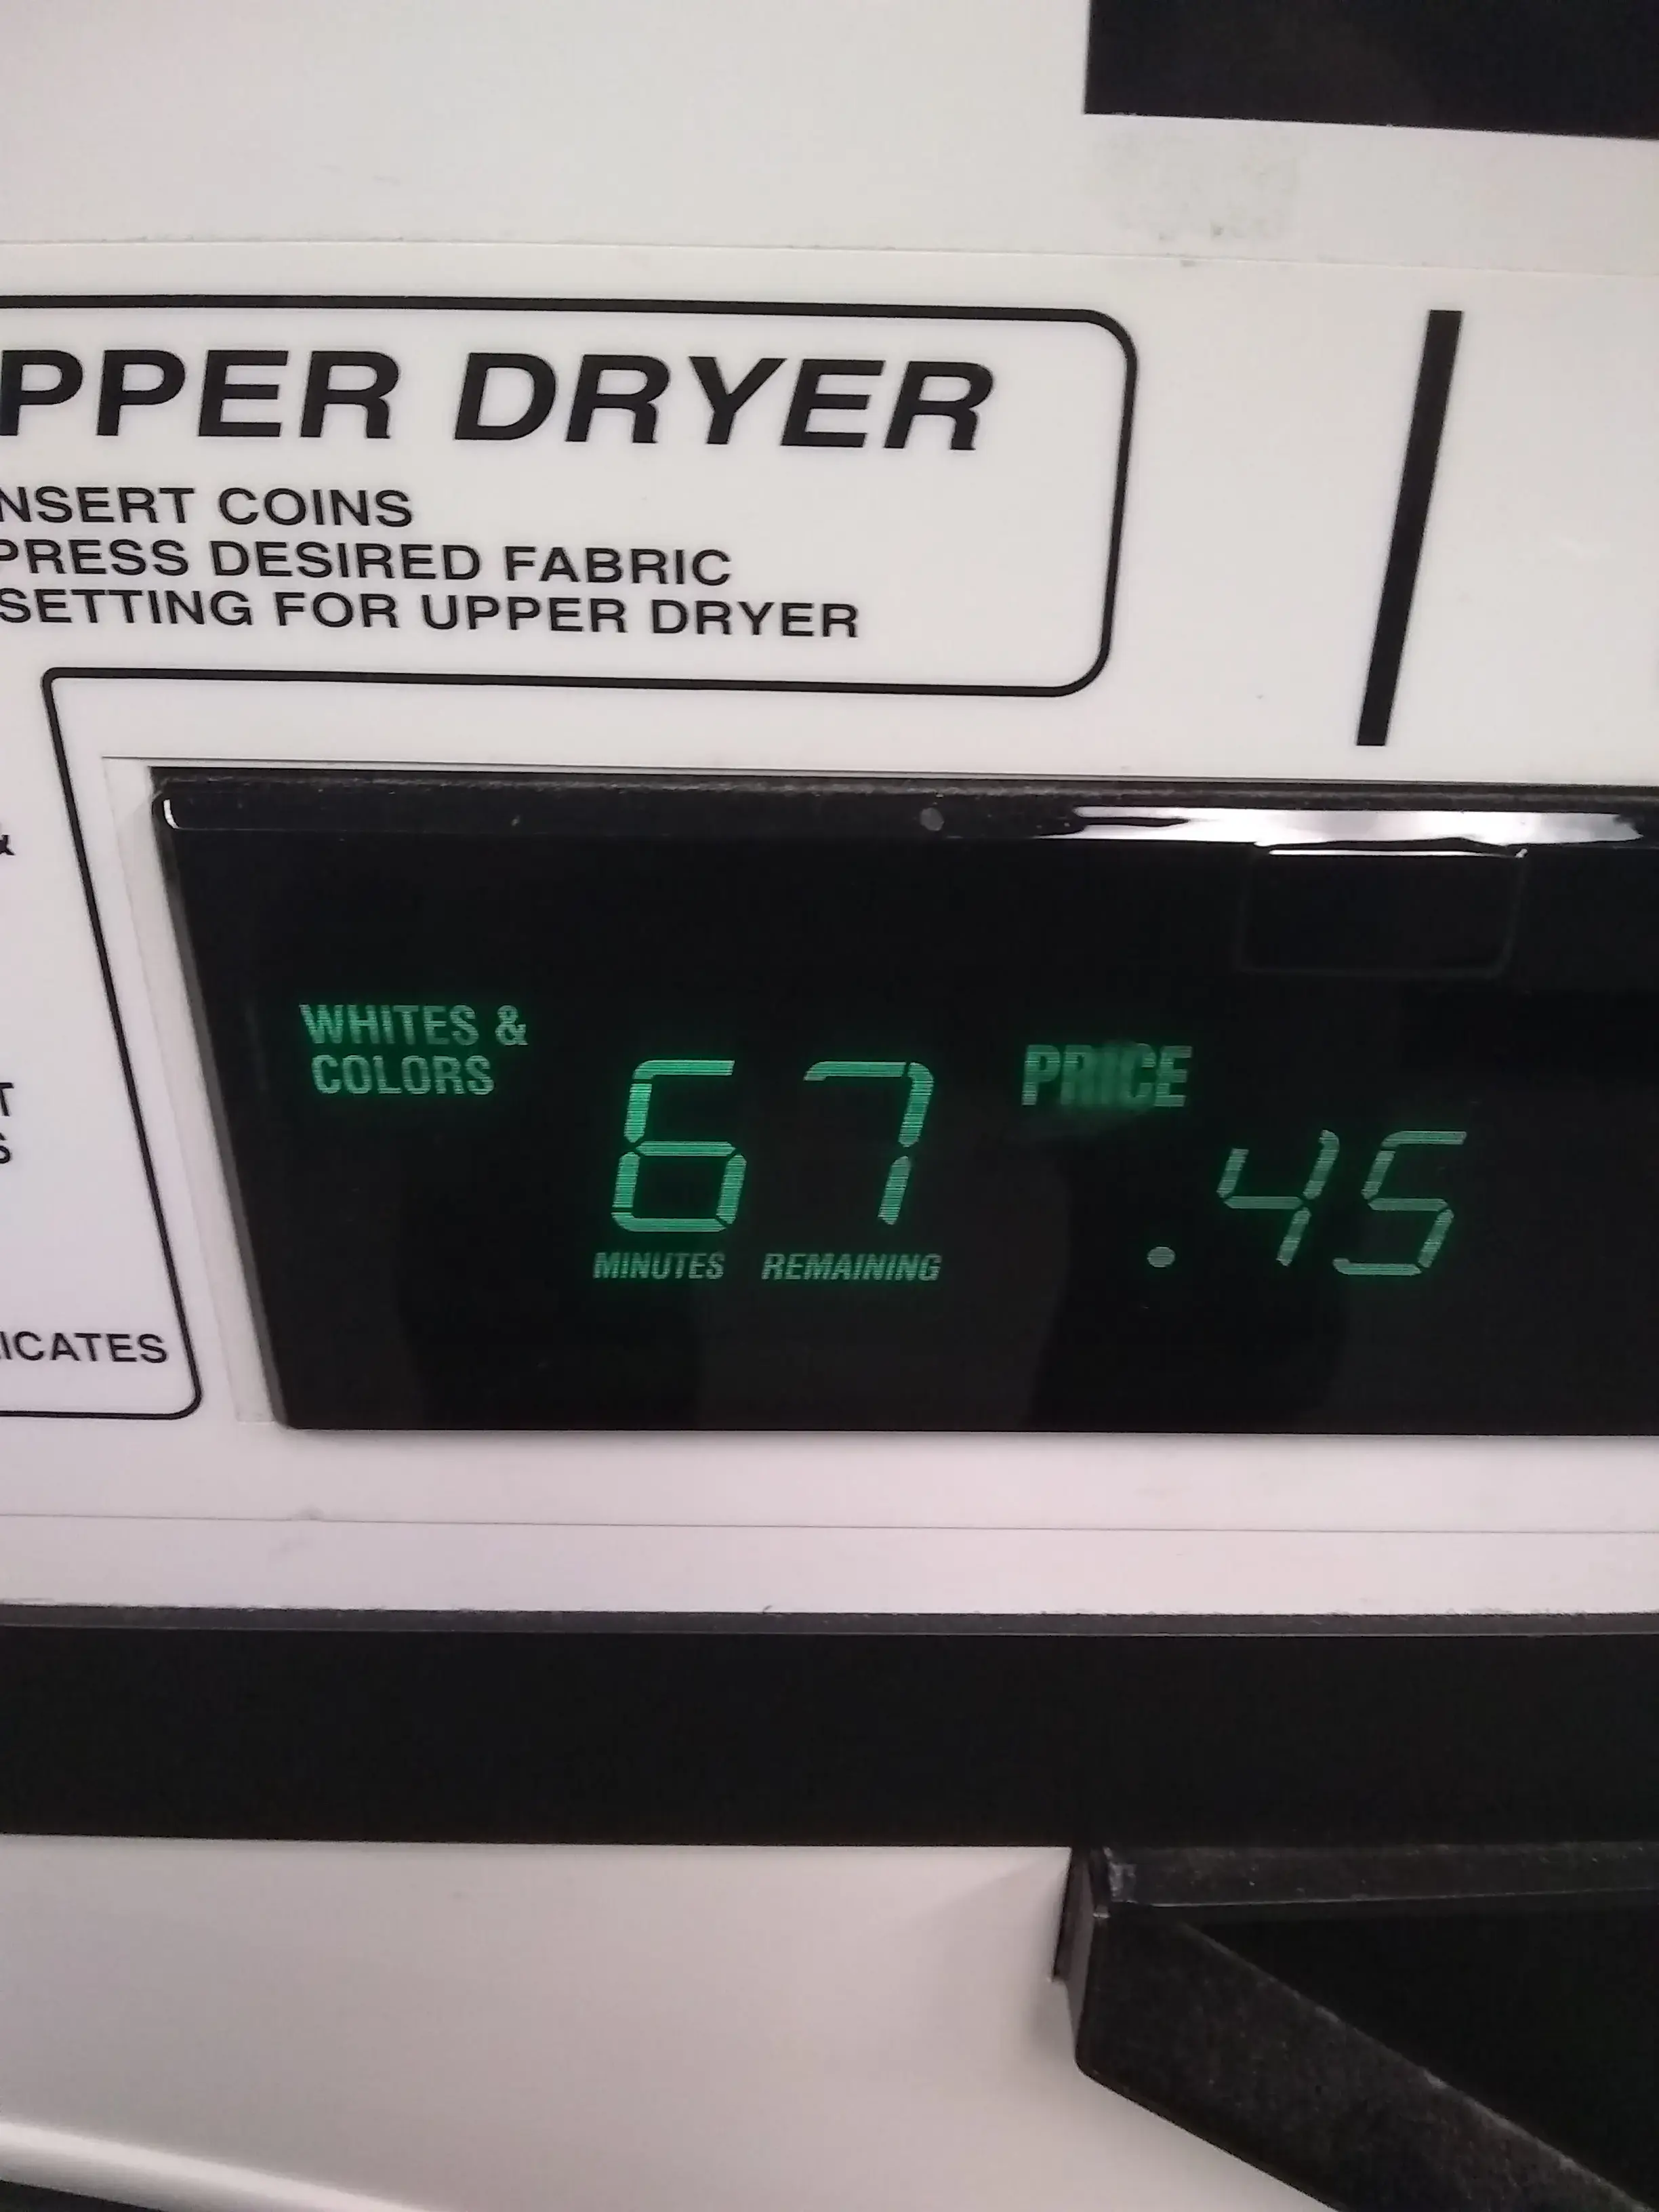 PPER DRYER
NSERT COINS
PRESS DESIRED FABRIC
SETTING FOR UPPER DRYER
&
WHITES &
COLORS
67
MINUTES REMAINING
PRICE
.45
T
S
ICATES